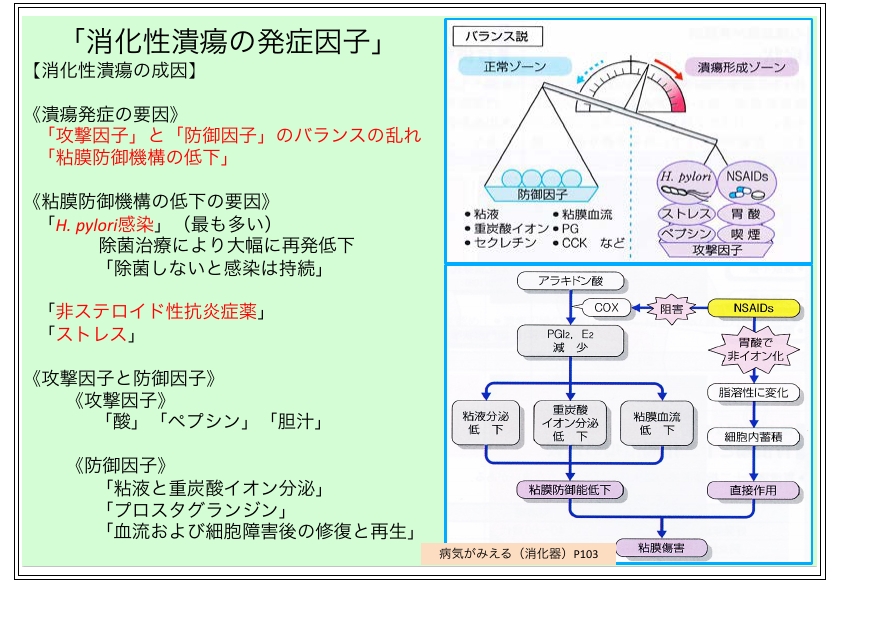 「消化性潰瘍の発症因子」
【消化性潰瘍の成因】
《潰瘍発症の要因》
「攻撃因子」と「防御因子」のバランスの乱れ
「粘膜防御機構の低下」
《粘膜防御機構の低下の要因》
「H. pylori感染」（最も多い）
除菌治療により大幅に再発低下
「除菌しないと感染は持続」
「非ステロイド性抗炎症薬」
「ストレス」
《攻撃因子と防御因子》
《攻撃因子》
「酸」「ペプシン」「胆汁」
《防御因子》
「粘液と重炭酸イオン分泌」
「プロスタグランジン」
「血流および細胞障害後の修復と再生」
バランス説
正常ゾーン
潰瘍形成ゾーン
防御因子
●粘液
●重炭酸イオン
●セクレチン
●粘膜血流
●PG
●CCK など
H. pylori
NSAIDs
ストレス
胃酸
ペプシン
喫煙
攻撃因子
アラキドン酸
COX
阻害
NSAIDs
PGI2, E2
減 少
胃酸で
非イオン化
脂溶性に変化
粘液分泌
低 下
重炭酸
イオン分泌
低 下
粘膜血流
低 下
細胞内蓄積
粘膜防御能低下
直接作用
粘膜傷害
病気がみえる（消化器）P103